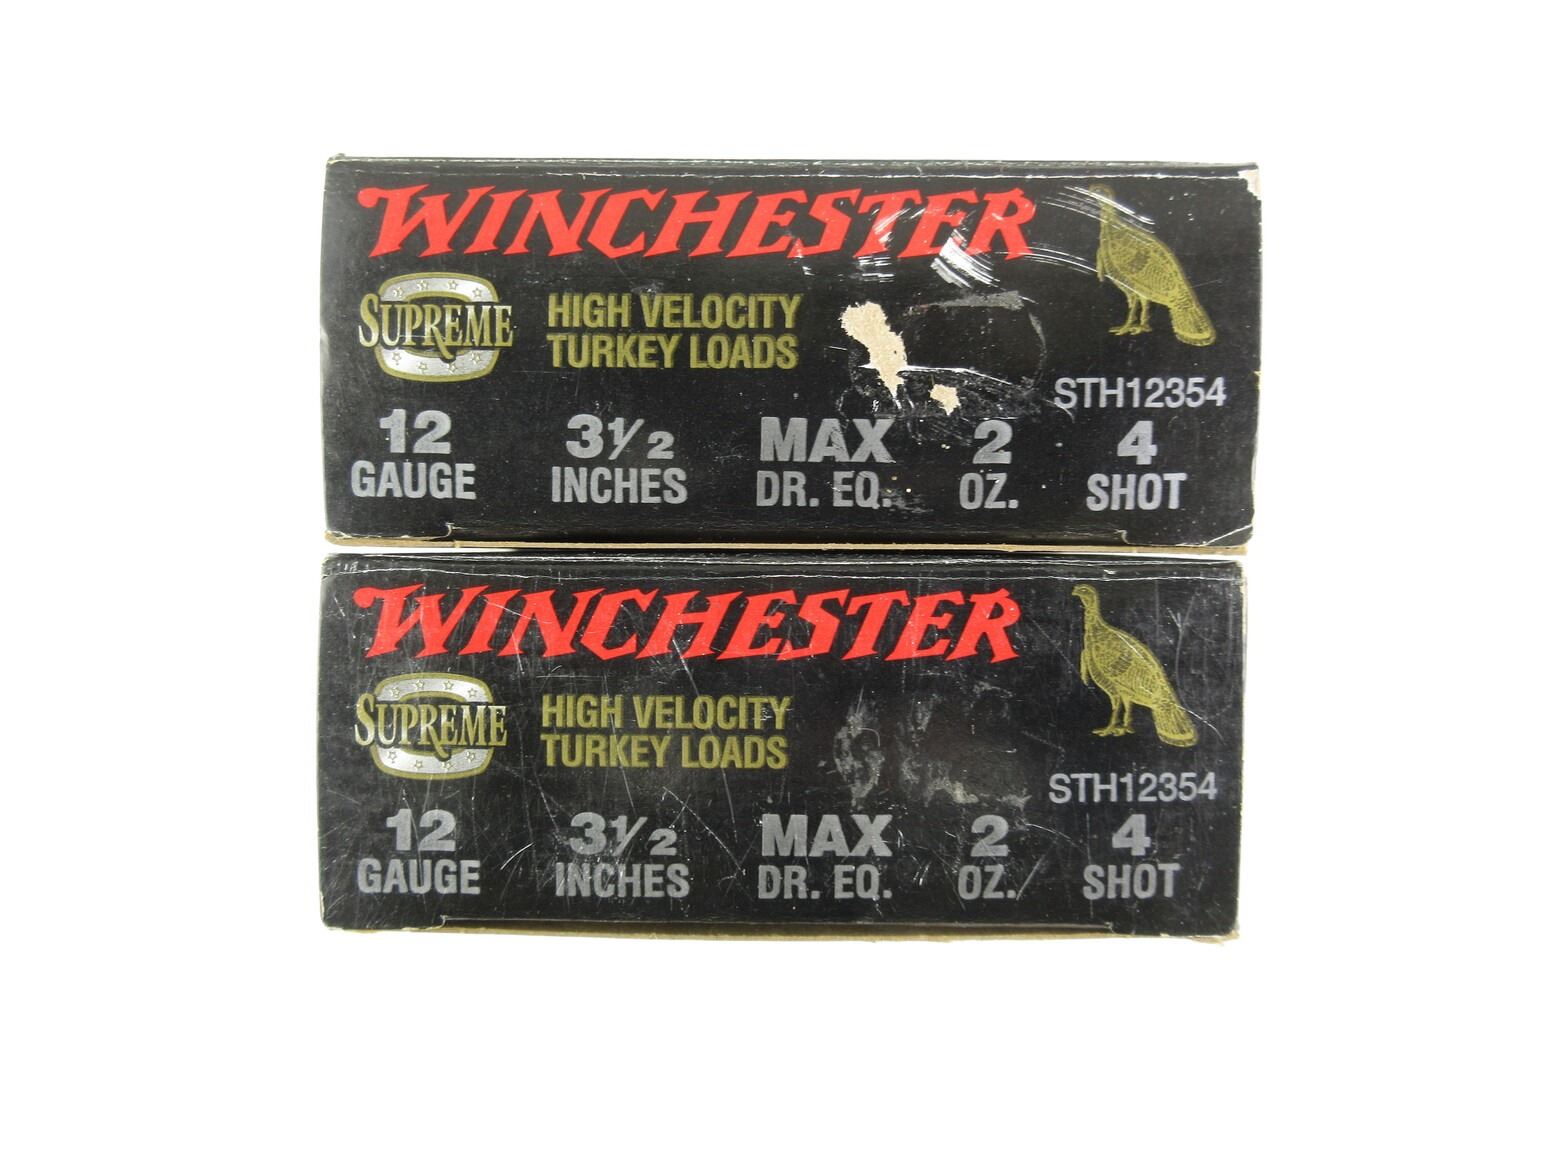 WINCHESTER
SUPREME
HIGH VELOCITY
TURKEY LOADS
STH12354
12 3½ MAX 2 4
GAUGE INCHES DR. EQ. OZ. SHOT
WINCHESTER
SUPREME
HIGH VELOCITY
TURKEY LOADS
STH12354
12 3½ MAX 2 4
GAUGE INCHES DR. EQ. OZ. SHOT